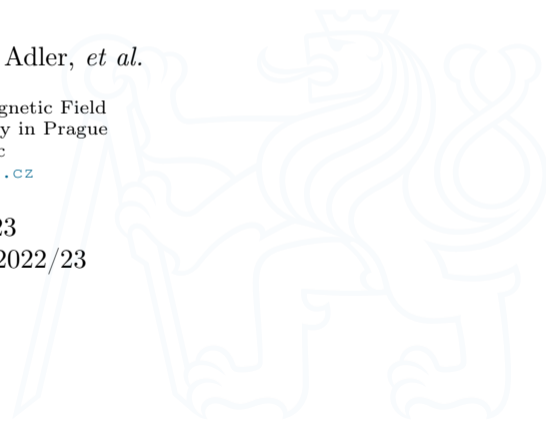 Adler, et al.
gnetic Field
y in Prague
c
.cz
23
2022/23